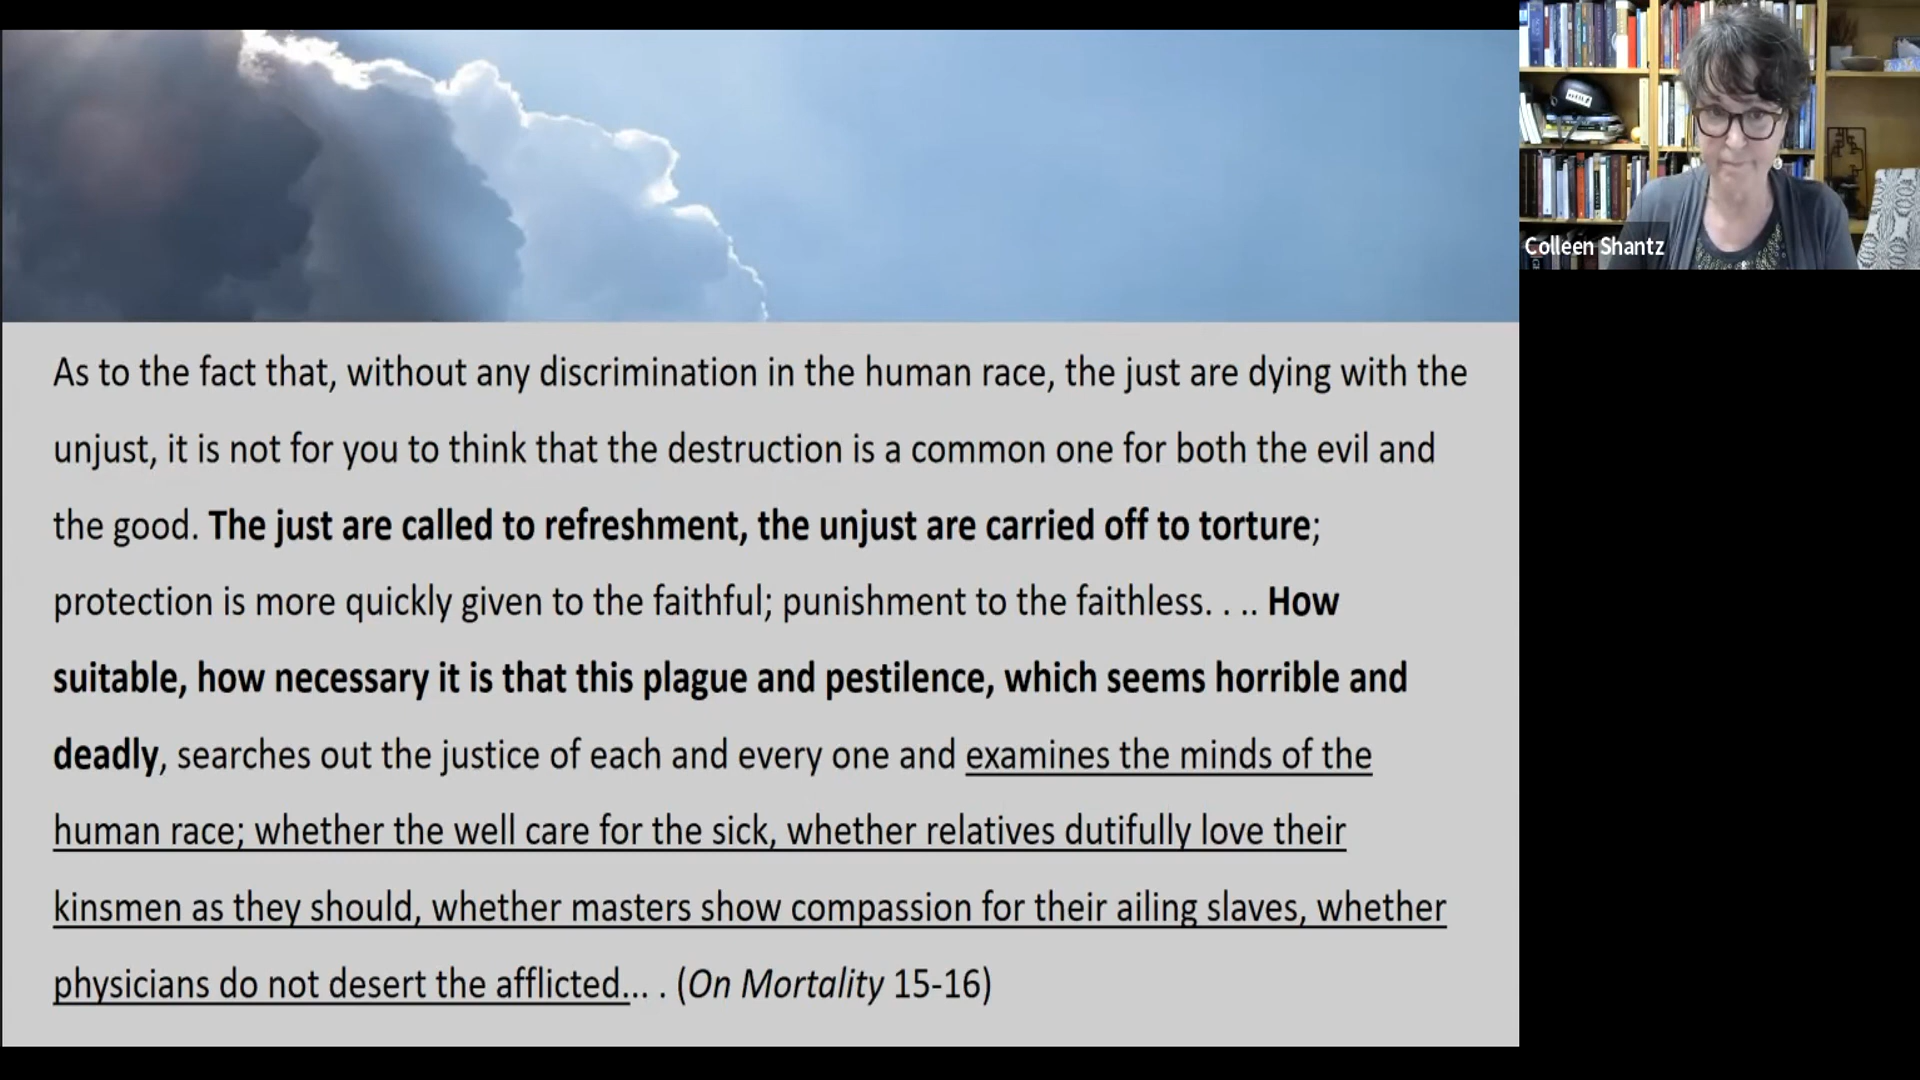 As to the fact that, without any discrimination in the human race, the just are dying with the
unjust, it is not for you to think that the destruction is a common one for both the evil and
the good. The just are called to refreshment, the unjust are carried off to torture;
protection is more quickly given to the faithful; punishment to the faithless. . .. How
suitable, how necessary it is that this plague and pestilence, which seems horrible and
deadly, searches out the justice of each and every one and examines the minds of the
human race; whether the well care for the sick, whether relatives dutifully love their
kinsmen as they should, whether masters show compassion for their ailing slaves, whether
physicians do not desert the afflicted... . (On Mortality 15-16)
Colleen Shantz